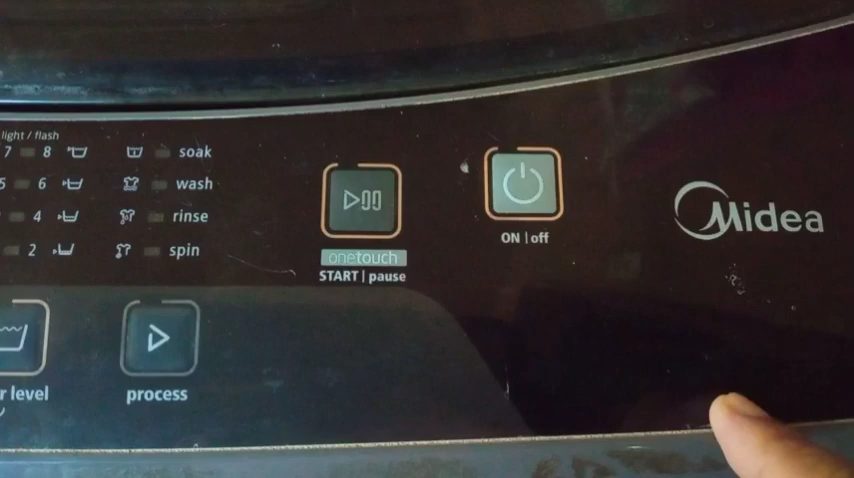 light / flash
7 8 soak
5 6 wash
4 rinse
2 spin
onetouch
START | pause
ON | off
Midea
level
process